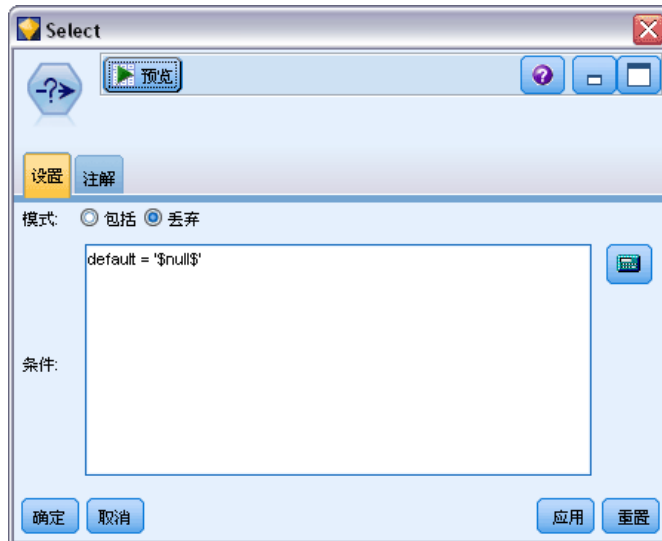 Select
预览
设置 注解
模式: 包括 丢弃
default = '$null$'
条件:
确定 取消 应用 重置